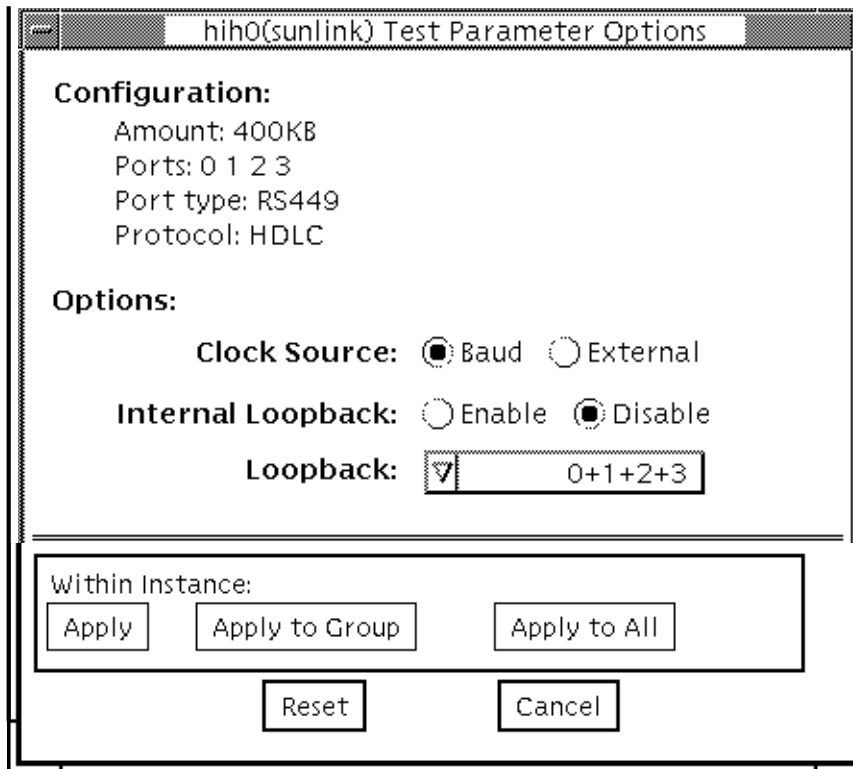 hih0(sunlink) Test Parameter Options
Configuration:
Amount: 400KB
Ports: 0 1 2 3
Port type: RS449
Protocol: HDLC
Options:
Clock Source: Baud External
Internal Loopback: Enable Disable
Loopback: 0+1+2+3
Within Instance:
Apply Apply to Group Apply to All
Reset Cancel